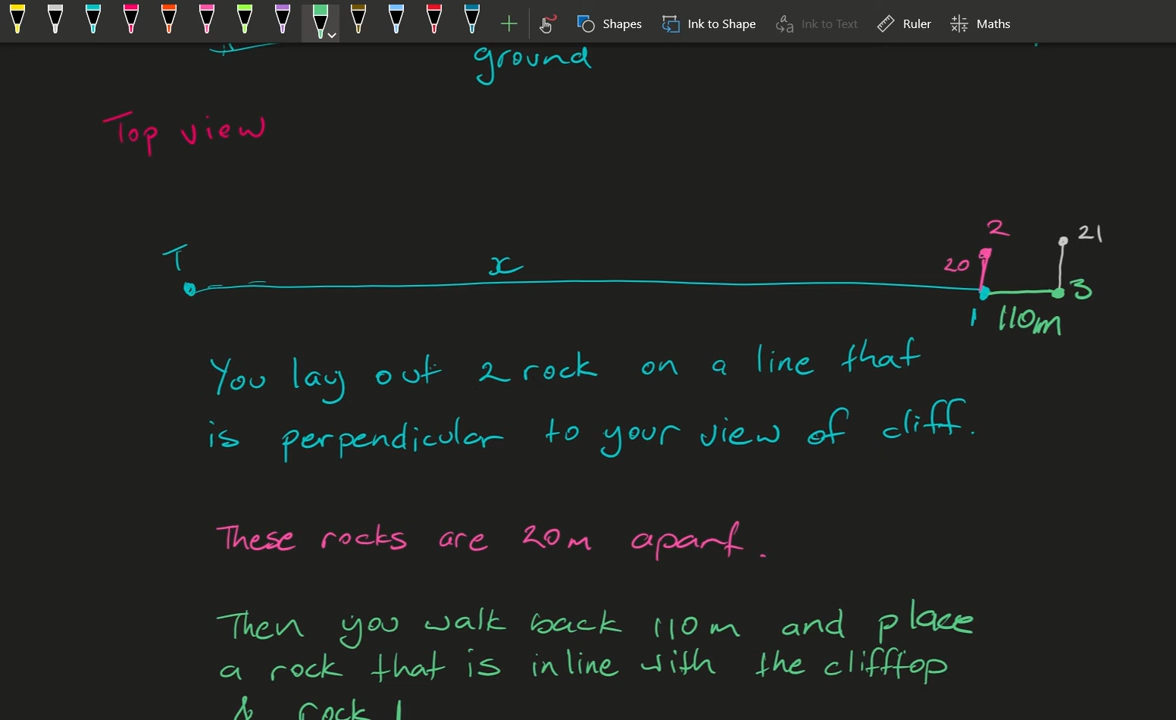 Shapes
Ink to Shape
Ink to Text
Ruler
Maths
ground
Top view
T
x
20
2
21
1
110m
3
You lay out 2 rock on a line that
is perpendicular to your view of cliff.
These rocks are 20m apart.
Then you walk back 110m and place
a rock that is inline with the clifftop
& rock 1